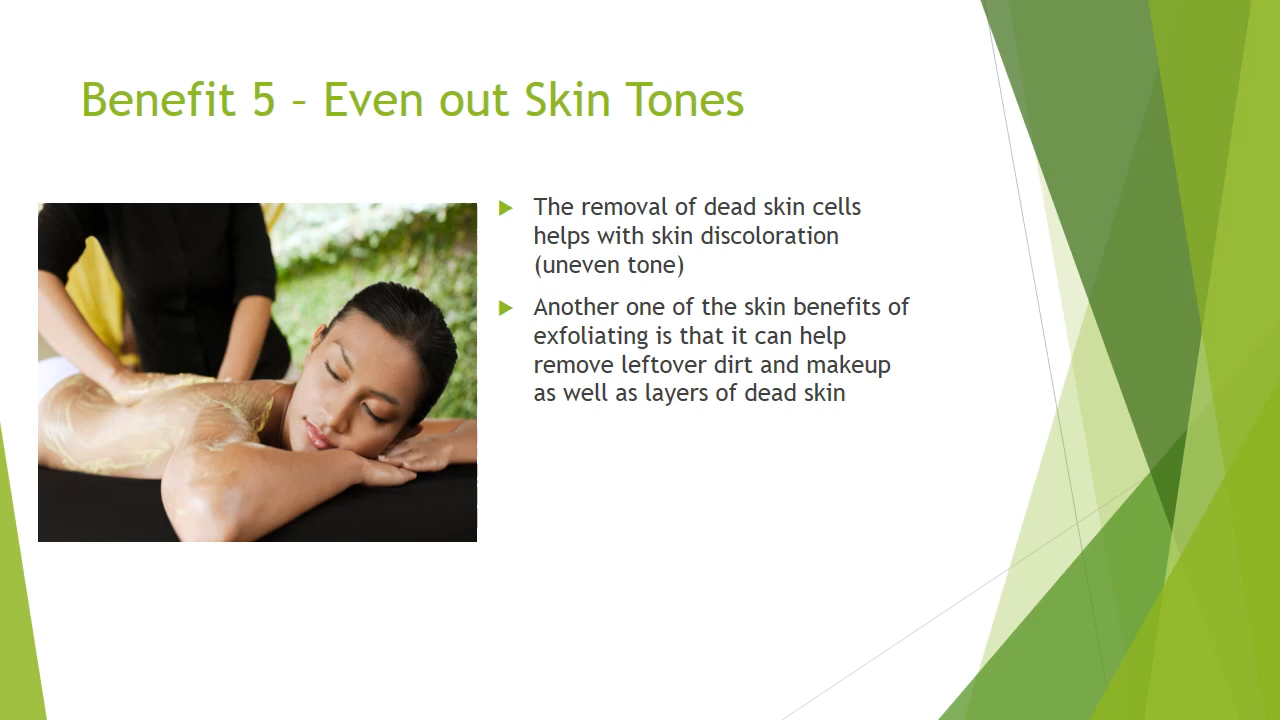 Benefit 5 - Even out Skin Tones
The removal of dead skin cells
helps with skin discoloration
(uneven tone)
Another one of the skin benefits of
exfoliating is that it can help
remove leftover dirt and makeup
as well as layers of dead skin